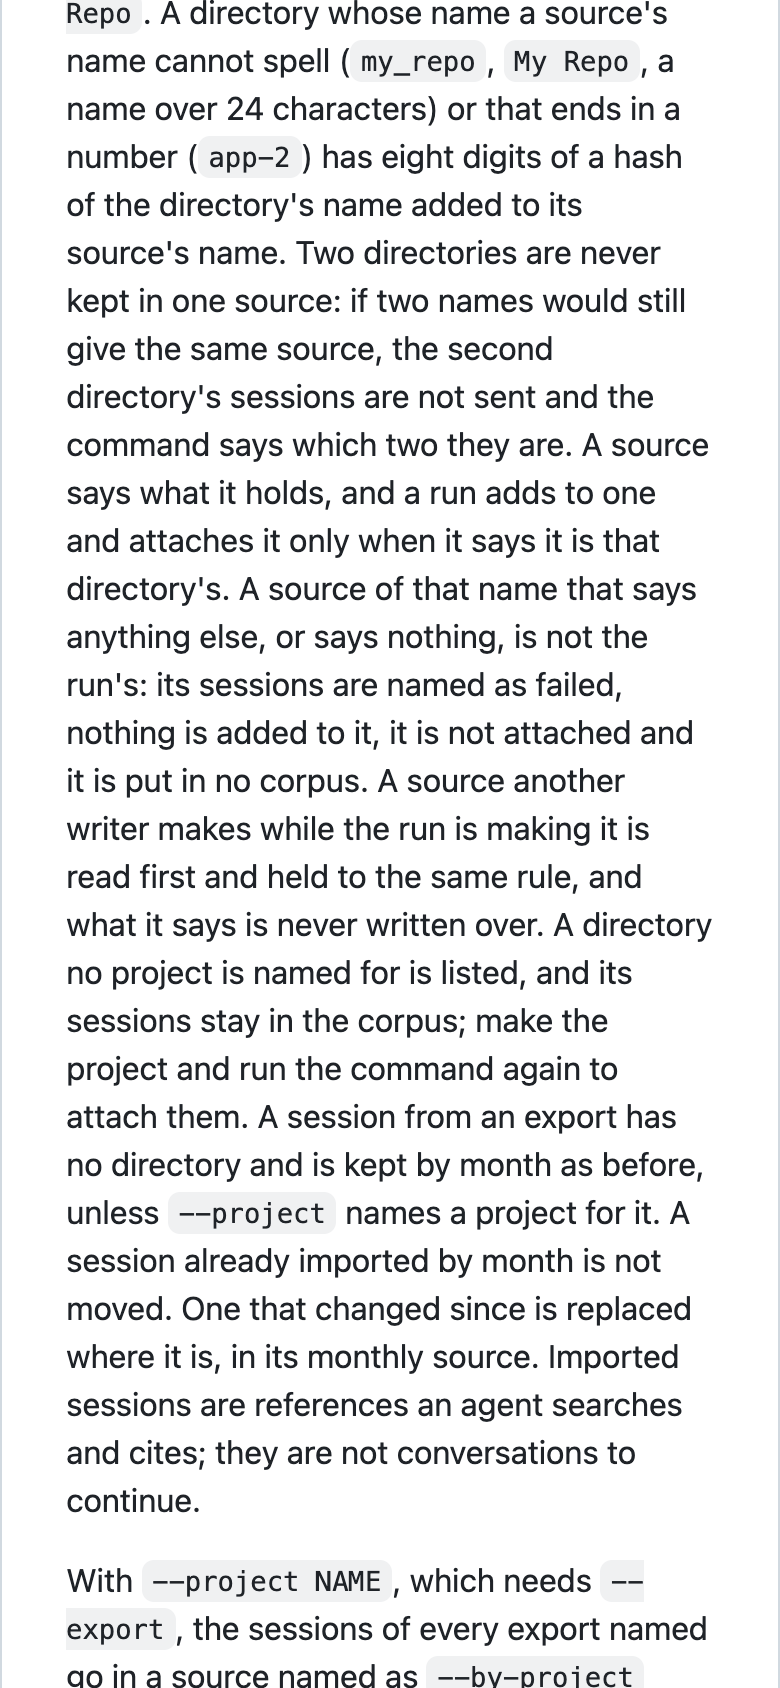 Repo. A directory whose name a source's
name cannot spell (my_repo, My Repo, a
name over 24 characters) or that ends in a
number (app-2) has eight digits of a hash
of the directory's name added to its
source's name. Two directories are never
kept in one source: if two names would still
give the same source, the second
directory's sessions are not sent and the
command says which two they are. A source
says what it holds, and a run adds to one
and attaches it only when it says it is that
directory's. A source of that name that says
anything else, or says nothing, is not the
run's: its sessions are named as failed,
nothing is added to it, it is not attached and
it is put in no corpus. A source another
writer makes while the run is making it is
read first and held to the same rule, and
what it says is never written over. A directory
no project is named for is listed, and its
sessions stay in the corpus; make the
project and run the command again to
attach them. A session from an export has
no directory and is kept by month as before,
unless --project names a project for it. A
session already imported by month is not
moved. One that changed since is replaced
where it is, in its monthly source. Imported
sessions are references an agent searches
and cites; they are not conversations to
continue.
With --project NAME, which needs --
export, the sessions of every export named
go in a source named as --by-project